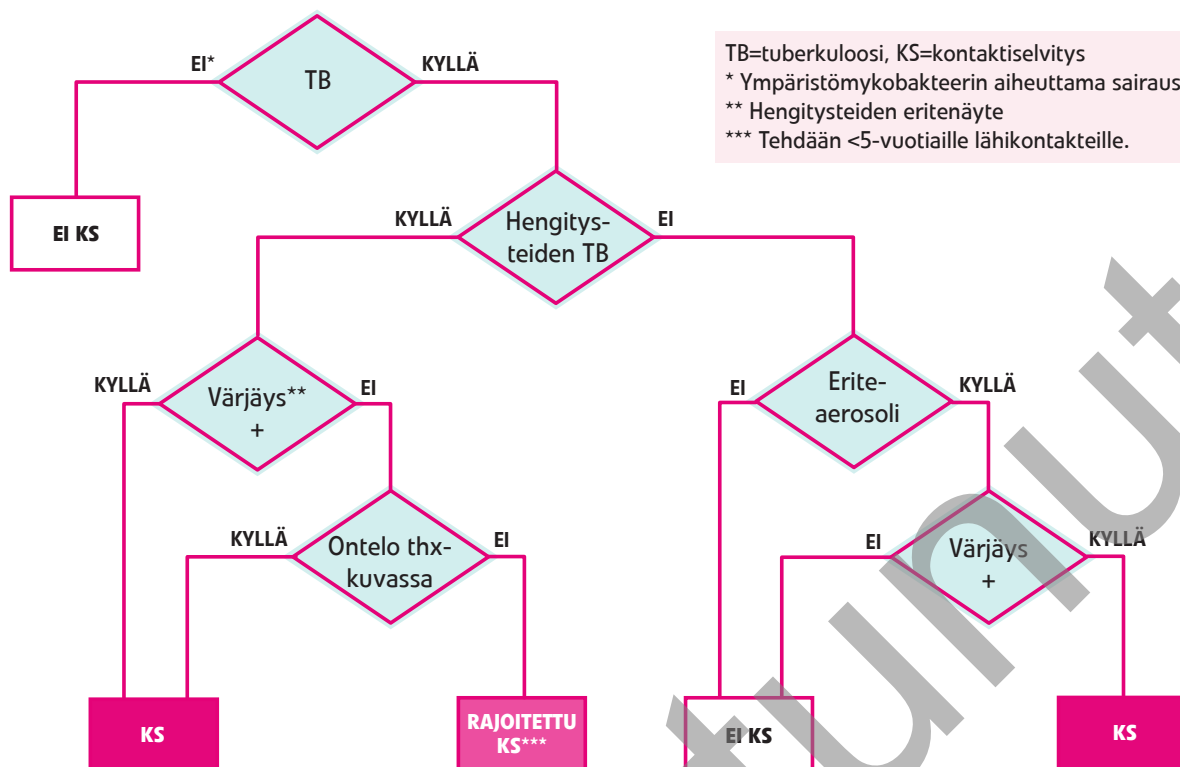 EI*
TB
KYLLÄ
TB=tuberkuloosi, KS=kontaktiselvitys
* Ympäristömykobakteerin aiheuttama sairaus
** Hengitysteiden eritenäyte
*** Tehdään <5-vuotiaille lähikontakteille.
EI KS
KYLLÄ
Hengitys-
teiden TB
EI
KYLLÄ
Värjäys**
+
EI
EI
Erite-
aerosoli
KYLLÄ
KYLLÄ
Ontelo thx-
kuvassa
EI
EI
Värjäys
+
KYLLÄ
KS
RAJOITETTU
KS***
EI KS
KS